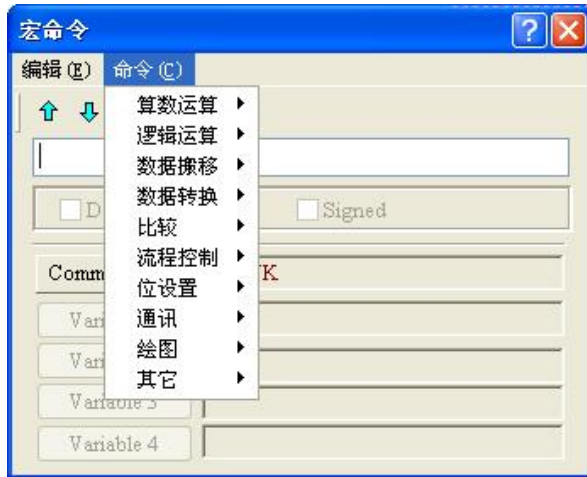 宏命令
编辑(E) 命令(C)
算数运算
逻辑运算
数据搬移
数据转换
比较
流程控制
位设置
通讯
绘图
其它
D
Signed
Comm
K
Vari
Vari
Variable 3
Variable 4